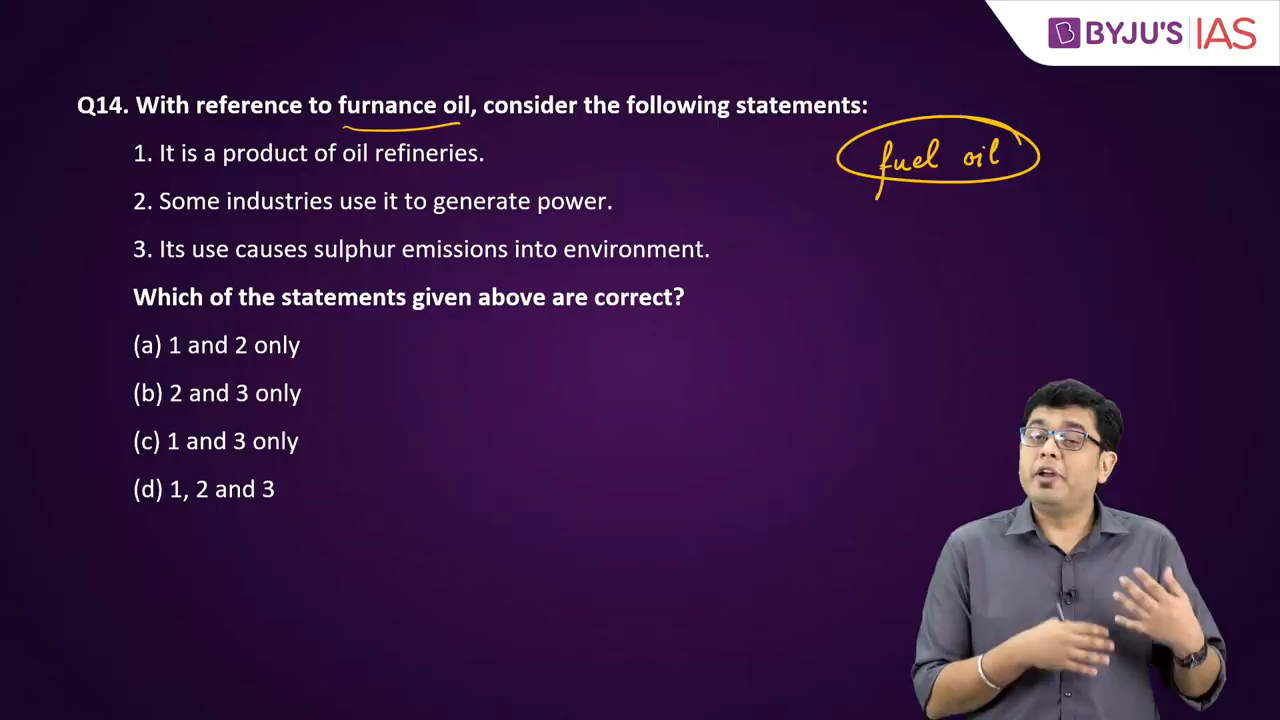 BYJU'S IAS
Q14. With reference to furnance oil, consider the following statements:
fuel oil
1. It is a product of oil refineries.
2. Some industries use it to generate power.
3. Its use causes sulphur emissions into environment.
Which of the statements given above are correct?
(a) 1 and 2 only
(b) 2 and 3 only
(c) 1 and 3 only
(d) 1, 2 and 3